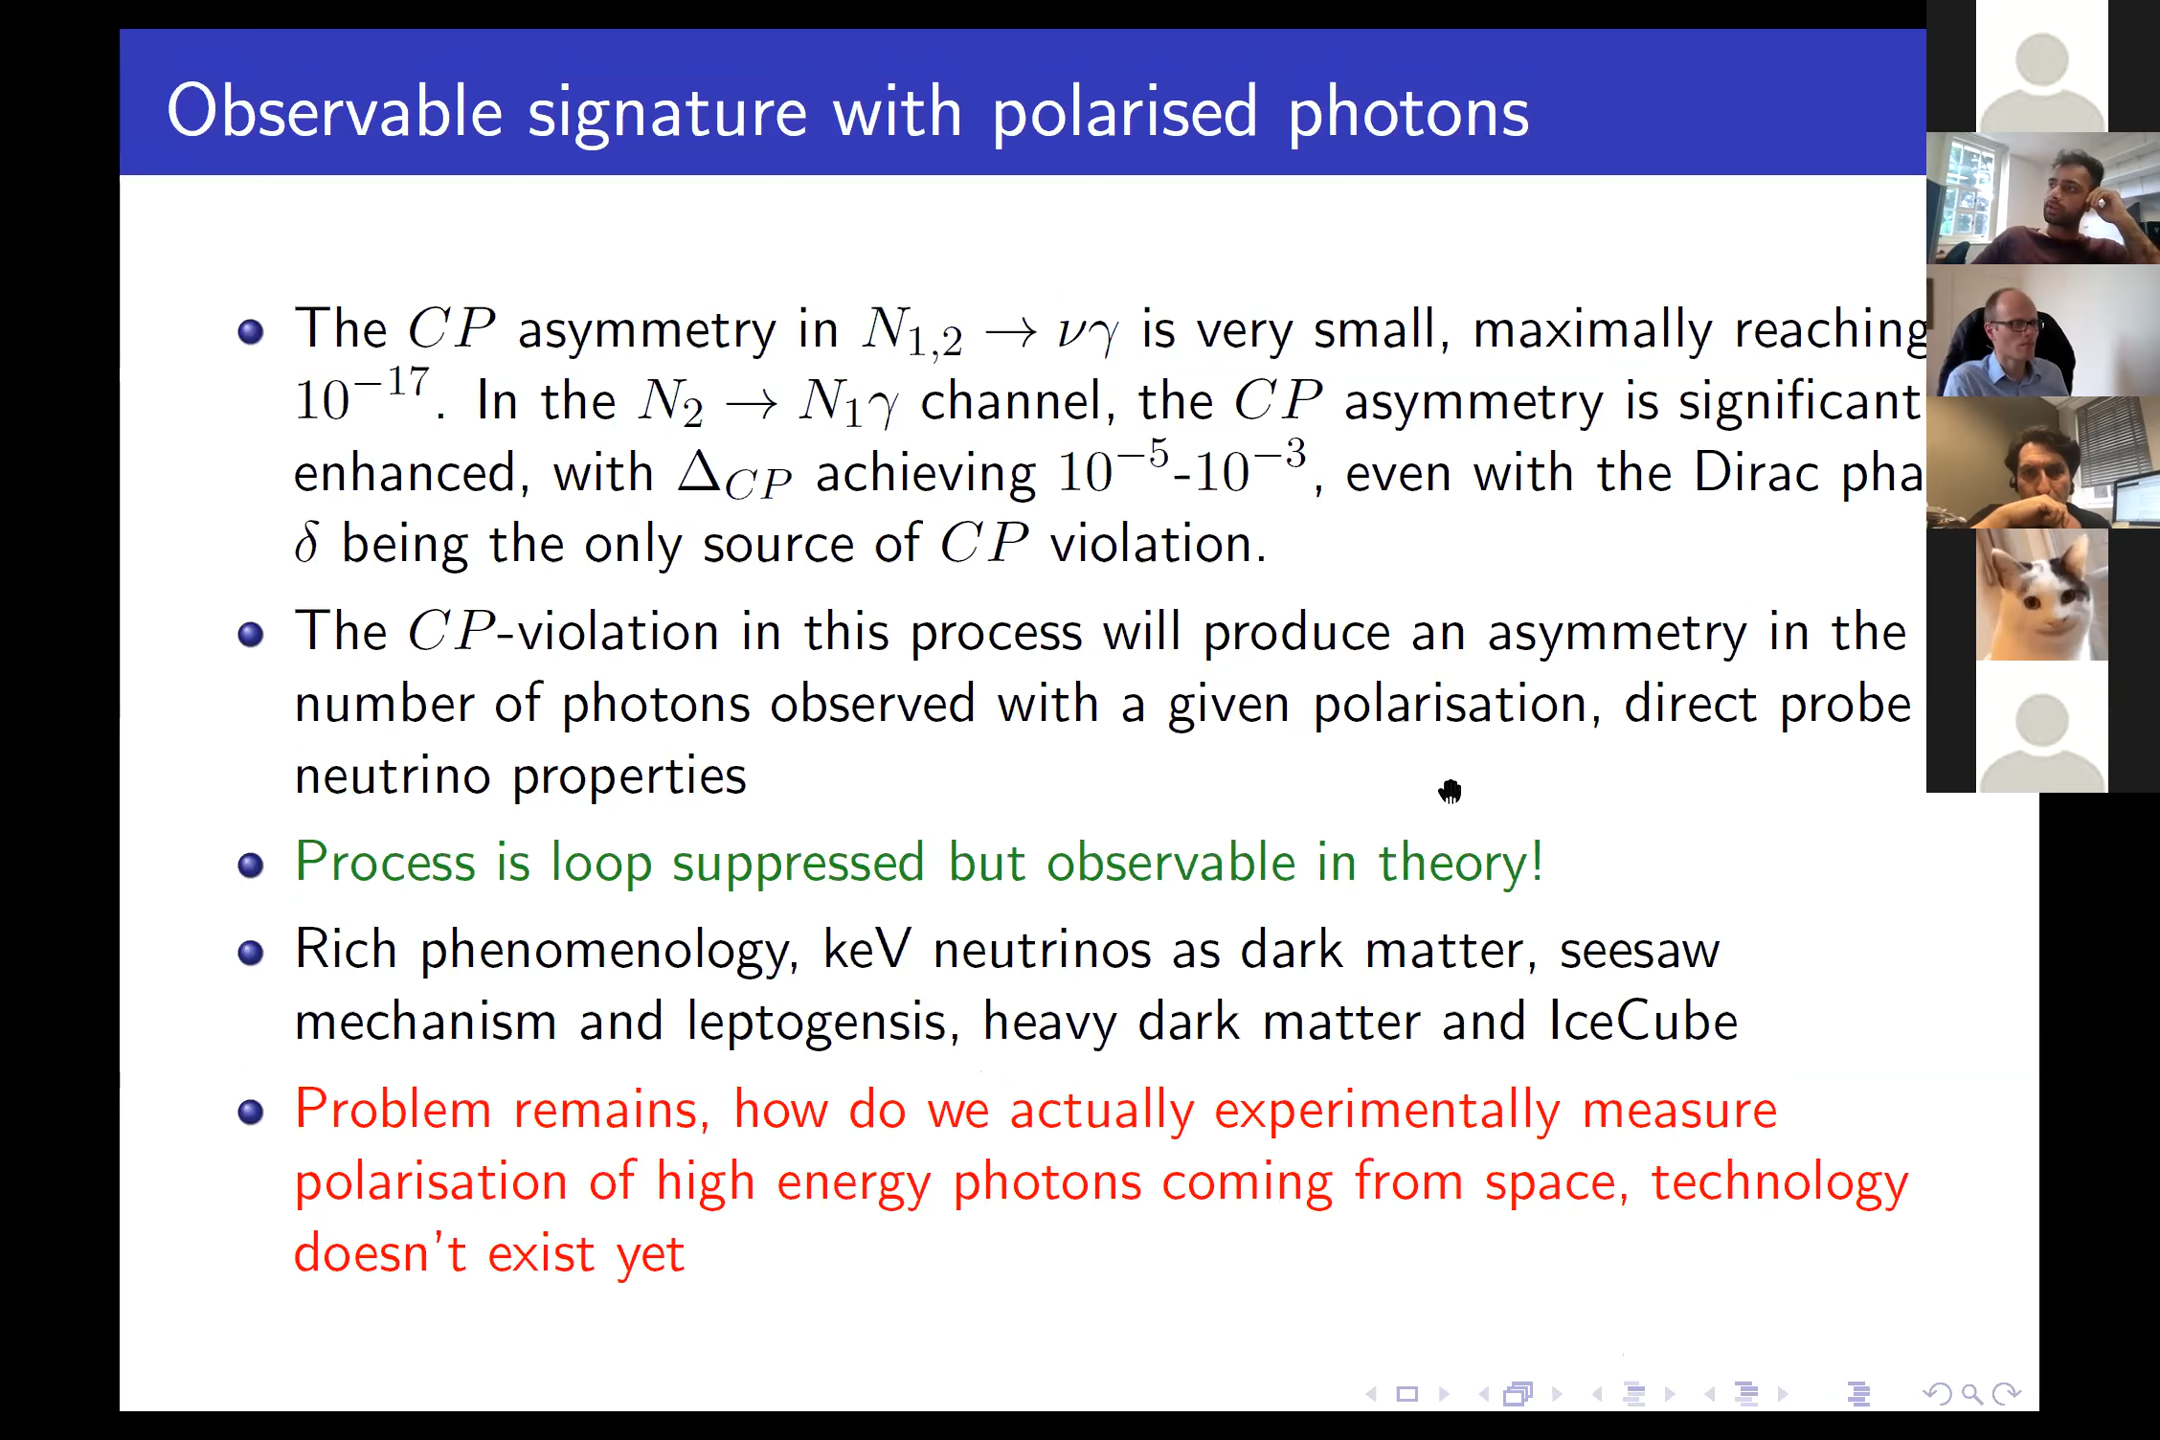 Observable signature with polarised photons
The CP asymmetry in N₁,₂ → νγ is very small, maximally reaching
10⁻¹⁷. In the N₂ → N₁γ channel, the CP asymmetry is significant
enhanced, with Δ_CP achieving 10⁻⁵-10⁻³, even with the Dirac pha
δ being the only source of CP violation.
The CP-violation in this process will produce an asymmetry in the
number of photons observed with a given polarisation, direct probe
neutrino properties
Process is loop suppressed but observable in theory!
Rich phenomenology, keV neutrinos as dark matter, seesaw
mechanism and leptogensis, heavy dark matter and IceCube
Problem remains, how do we actually experimentally measure
polarisation of high energy photons coming from space, technology
doesn't exist yet